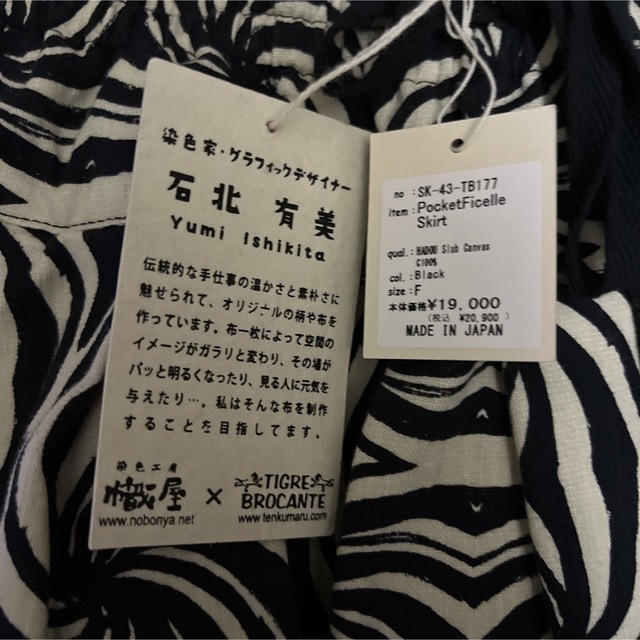 染色家・グラフィックデザイナー
石北 有美
Yumi Ishikita
伝統的な手仕事の温かさと素朴さに
魅せられて、オリジナルの柄や布を
作っています。布一枚によって空間の
イメージがガラリと変わり、その場が
パッと明るくなったり、見る人に元気を
与えたり…。私はそんな布を制作
することを目指してます。
染色工房
幟屋 × TIGRE BROCANTE
www.nobonya.net
www.tenkumaru.com
no :SK-43-TB177
item:PocketFicelle
Skirt
qual.:HADOU Slub Canvas
C100%
col.:Black
size:F
本体価格¥19,000
(税込 ¥20,900 )
MADE IN JAPAN